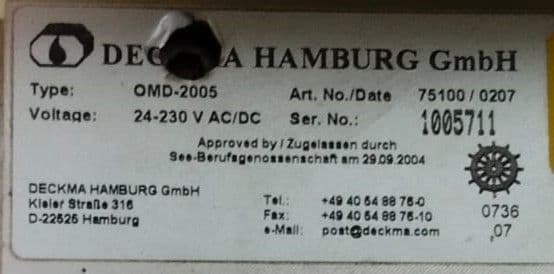 DECKMA HAMBURG GmbH
Type: OMD-2005 Art. No./Date 75100 / 0207
Voltage: 24-230 V AC/DC Ser. No.: 1005711
Approved by / Zugelassen durch
See-Berufsgenossenschaft am 29.09.2004
DECKMA HAMBURG GmbH
Kieler Straße 316
D-22525 Hamburg
Tel.: +49 40 54 88 76-0
Fax: +49 40 54 88 76-10
e-Mail: post@deckma.com
0736
07